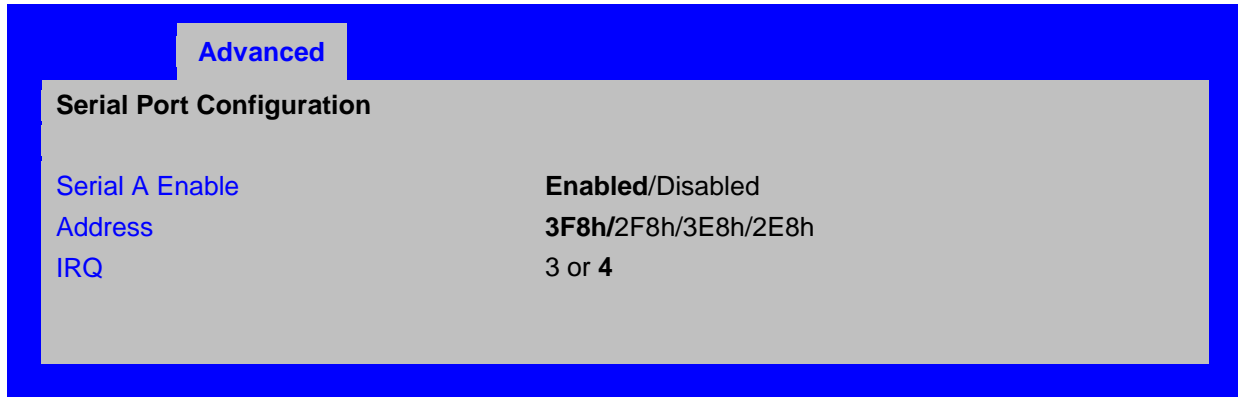 Advanced
Serial Port Configuration
Serial A Enable Enabled/Disabled
Address 3F8h/2F8h/3E8h/2E8h
IRQ 3 or 4